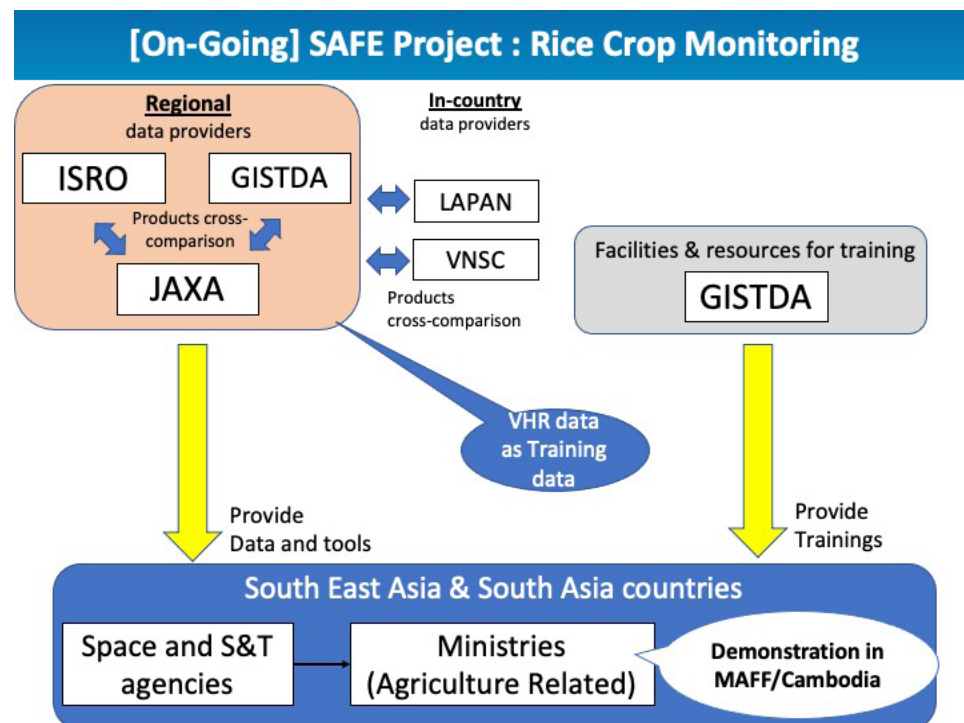 [On-Going] SAFE Project : Rice Crop Monitoring
Regional
data providers
ISRO
GISTDA
Products cross-
comparison
JAXA
In-country
data providers
LAPAN
VNSC
Products
cross-comparison
Facilities & resources for training
GISTDA
VHR data
as Training
data
Provide
Data and tools
Provide
Trainings
South East Asia & South Asia countries
Space and S&T
agencies
Ministries
(Agriculture Related)
Demonstration in
MAFF/Cambodia